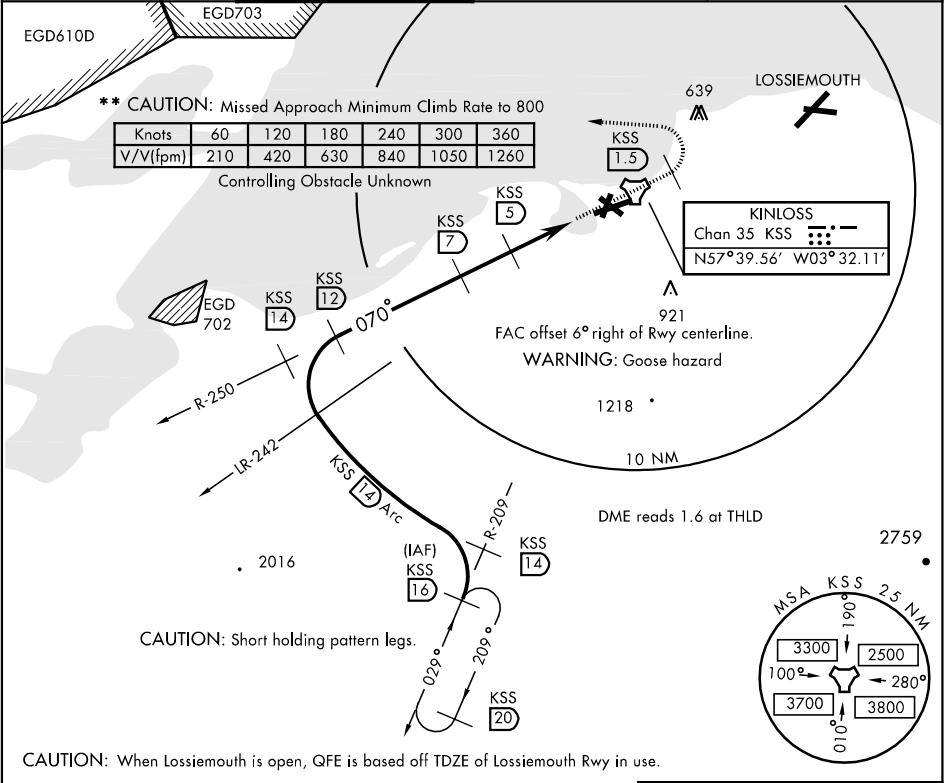 EGD703
EGD610D
** CAUTION: Missed Approach Minimum Climb Rate to 800
Knots 60 120 180 240 300 360
V/V(fpm) 210 420 630 840 1050 1260
Controlling Obstacle Unknown
639
LOSSIEMOUTH
KSS
1.5
KSS
5
KSS
7
KINLOSS
Chan 35 KSS
N57°39.56' W03°32.11'
EGD
702
KSS
14
KSS
12
070°
921
FAC offset 6° right of Rwy centerline.
WARNING: Goose hazard
R-250
1218
LR-242
10 NM
KSS 14 Arc
R-209
DME reads 1.6 at THLD
2759
2016
(IAF)
KSS
16
KSS
14
MSA KSS 25 NM
190°
3300
2500
100°
280°
3700
3800
010°
CAUTION: Short holding pattern legs.
029°
209°
KSS
20
CAUTION: When Lossiemouth is open, QFE is based off TDZE of Lossiemouth Rwy in use.